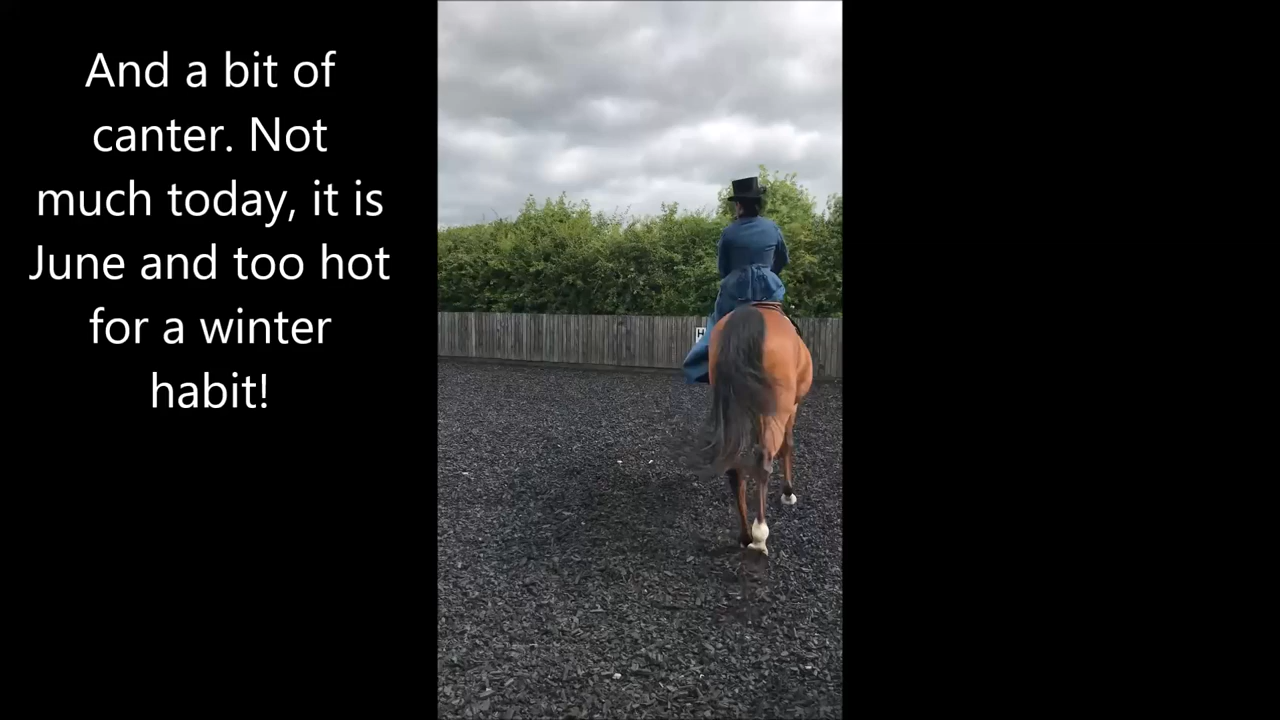 And a bit of
canter. Not
much today, it is
June and too hot
for a winter
habit!
H